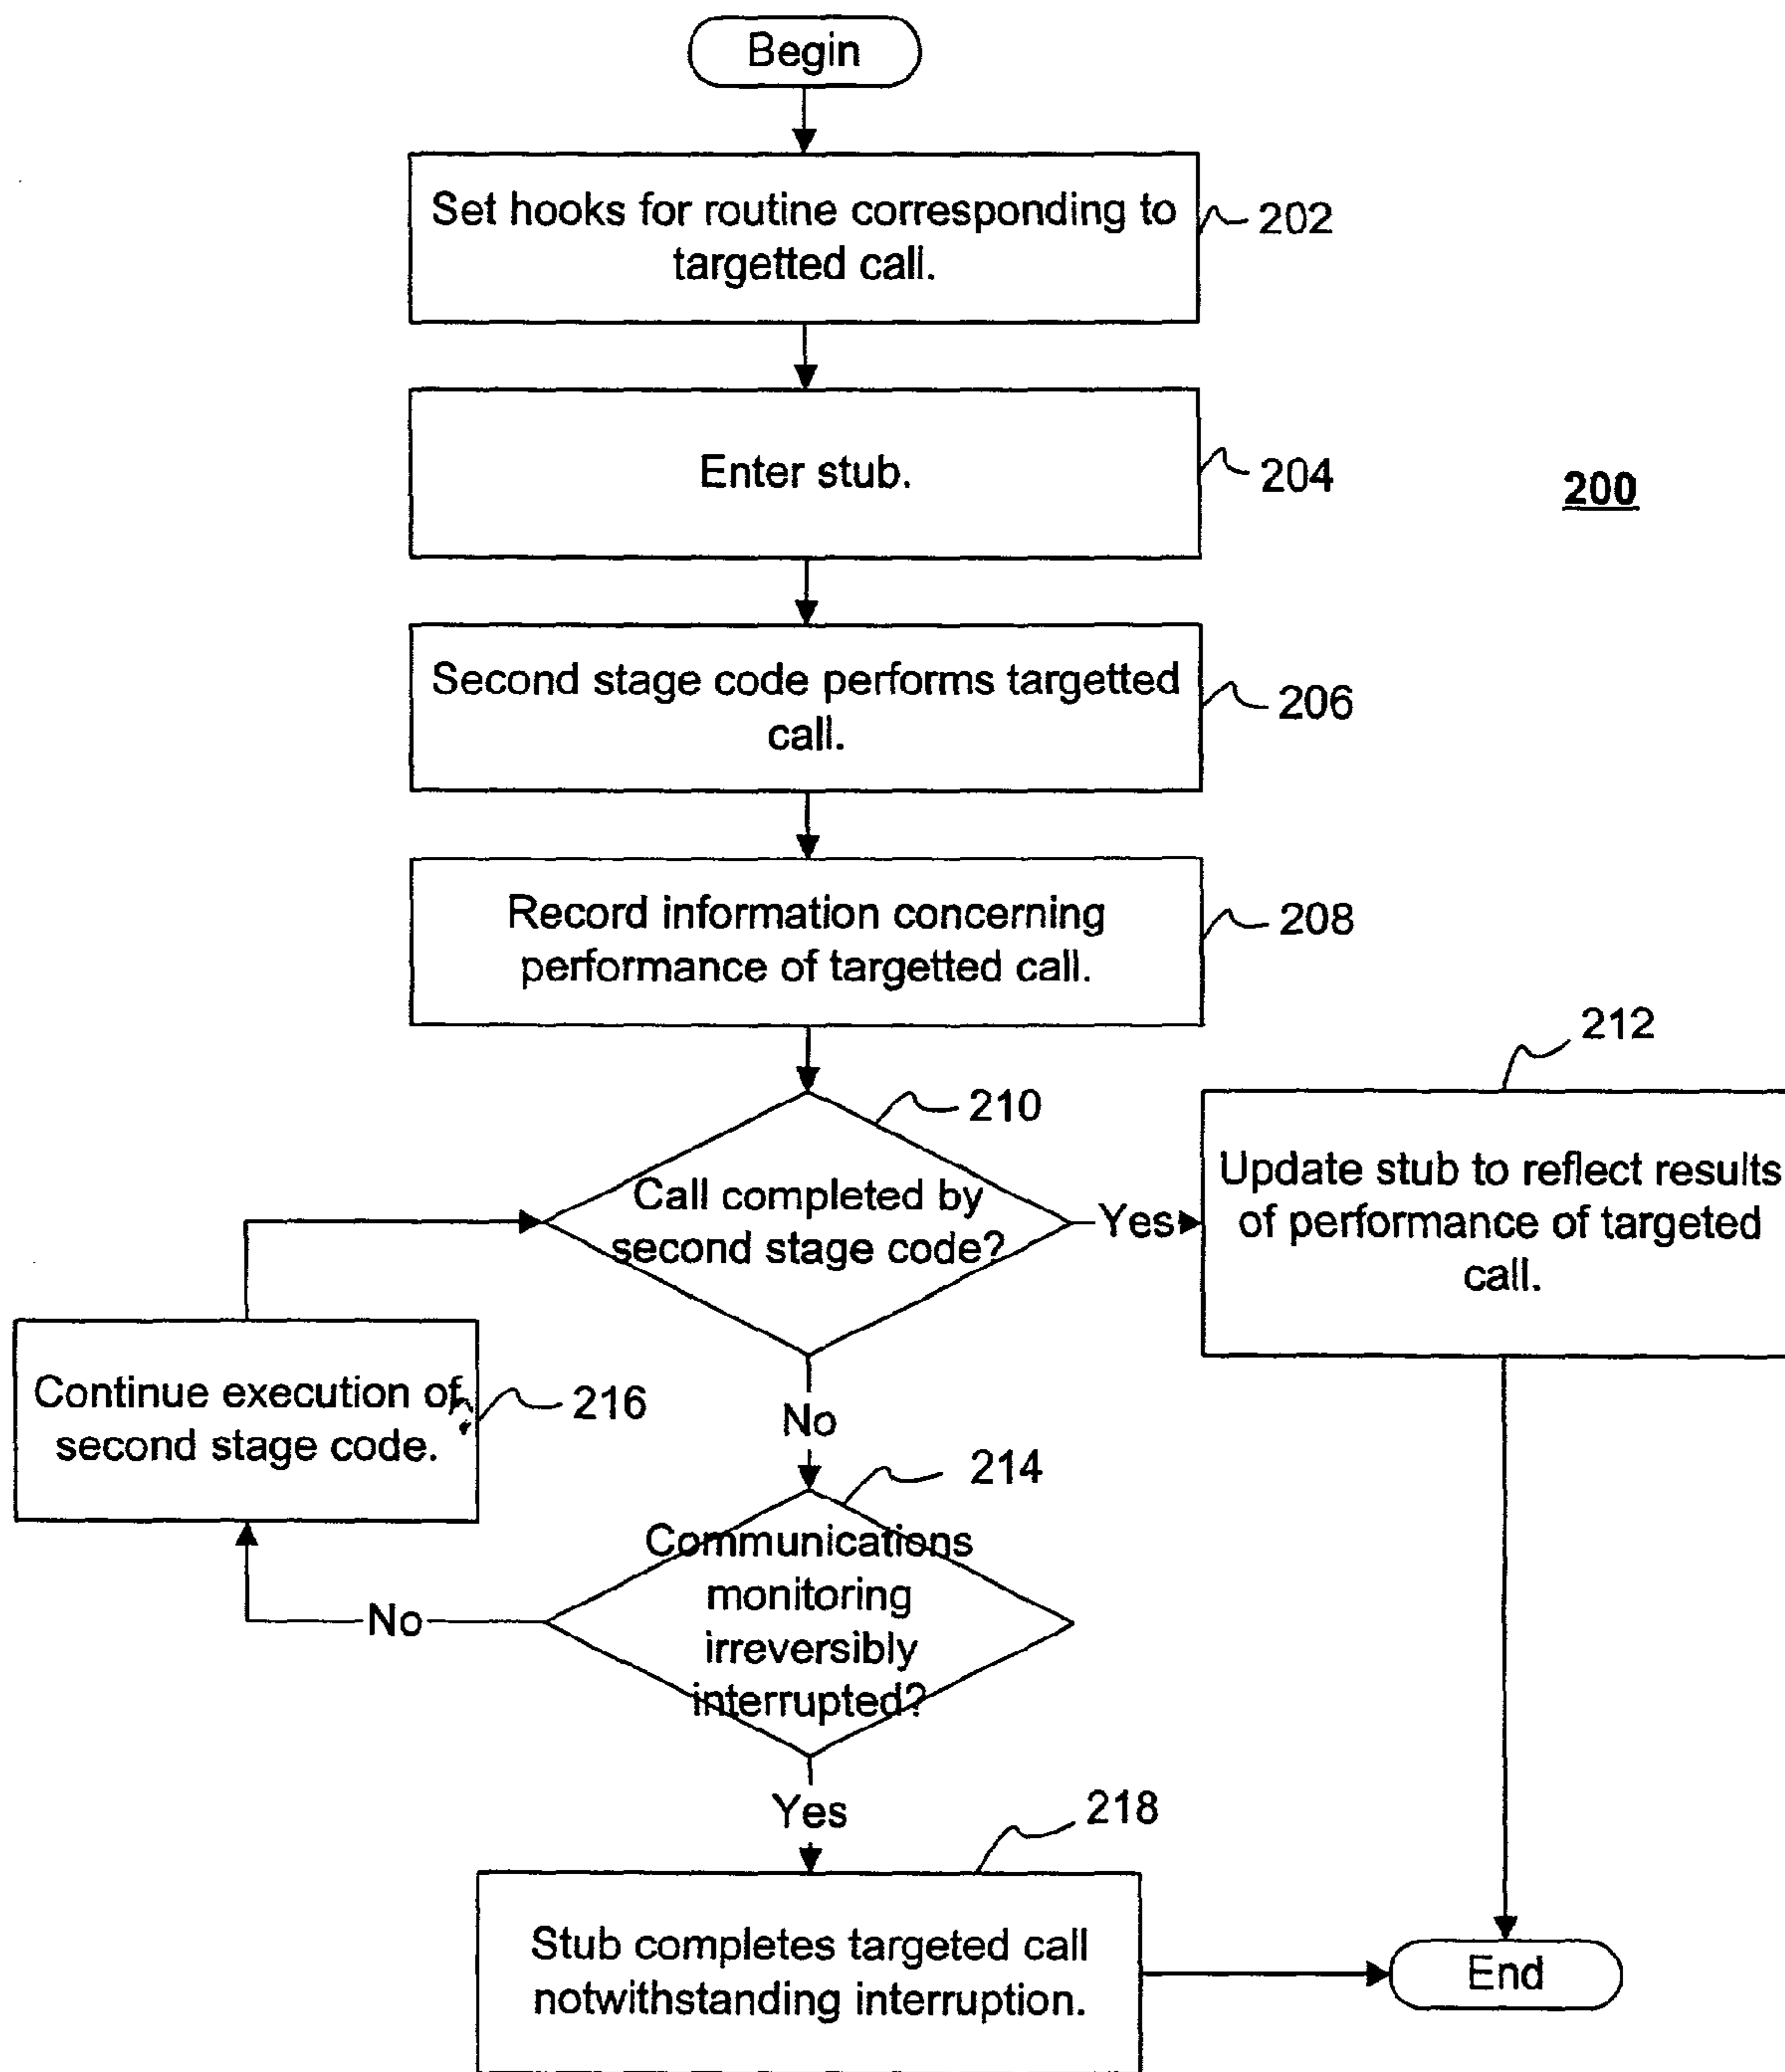 Begin
Set hooks for routine corresponding to
targetted call.
202
Enter stub.
204
200
Second stage code performs targetted
call.
206
Record information concerning
performance of targetted call.
208
210
212
Call completed by
second stage code?
Yes
Update stub to reflect results
of performance of targeted
call.
Continue execution of
second stage code.
216
No
214
Communications
monitoring
irreversibly
interrupted?
No
Yes
218
Stub completes targeted call
notwithstanding interruption.
End